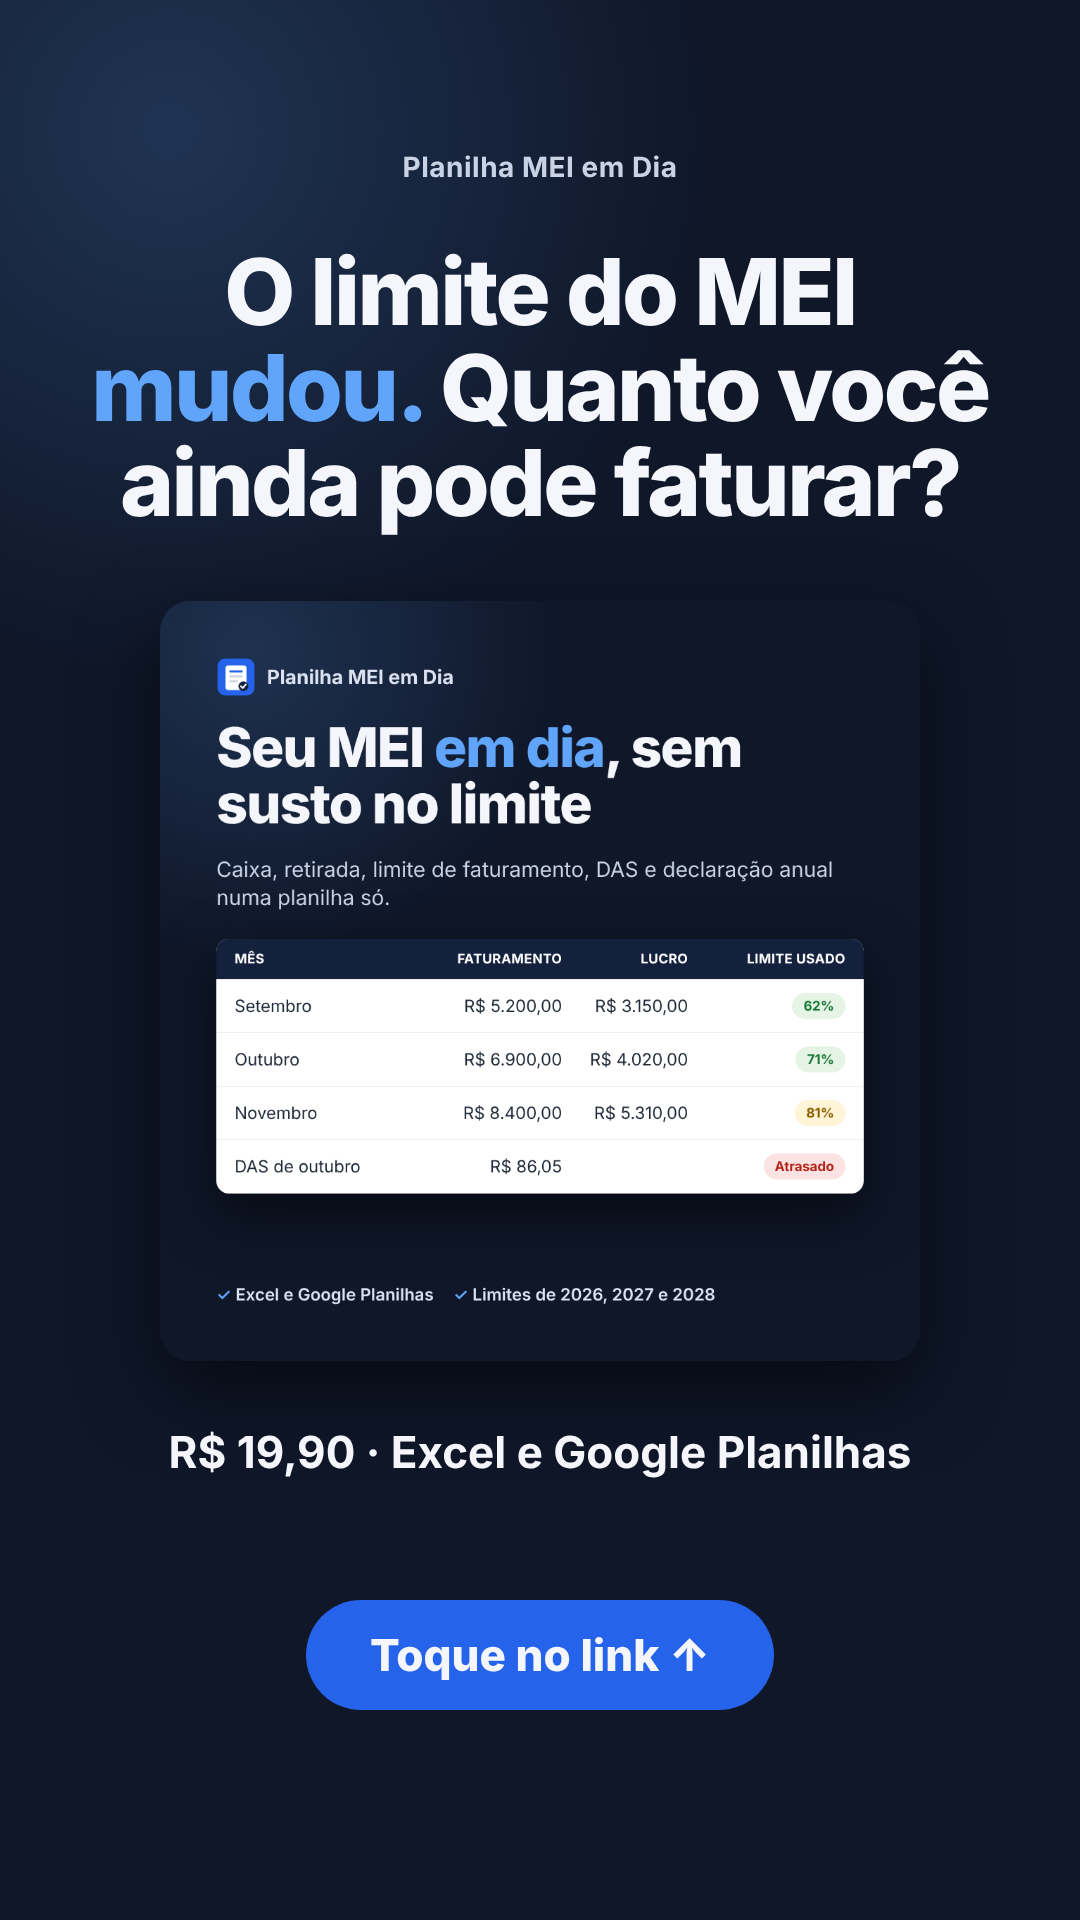 Planilha MEI em Dia
O limite do MEI
mudou. Quanto você
ainda pode faturar?
Planilha MEI em Dia
Seu MEI em dia, sem
susto no limite
Caixa, retirada, limite de faturamento, DAS e declaração anual
numa planilha só.
MÊS FATURAMENTO LUCRO LIMITE USADO
Setembro R$ 5.200,00 R$ 3.150,00 62%
Outubro R$ 6.900,00 R$ 4.020,00 71%
Novembro R$ 8.400,00 R$ 5.310,00 81%
DAS de outubro R$ 86,05 Atrasado
✓ Excel e Google Planilhas ✓ Limites de 2026, 2027 e 2028
R$ 19,90 · Excel e Google Planilhas
Toque no link ↑